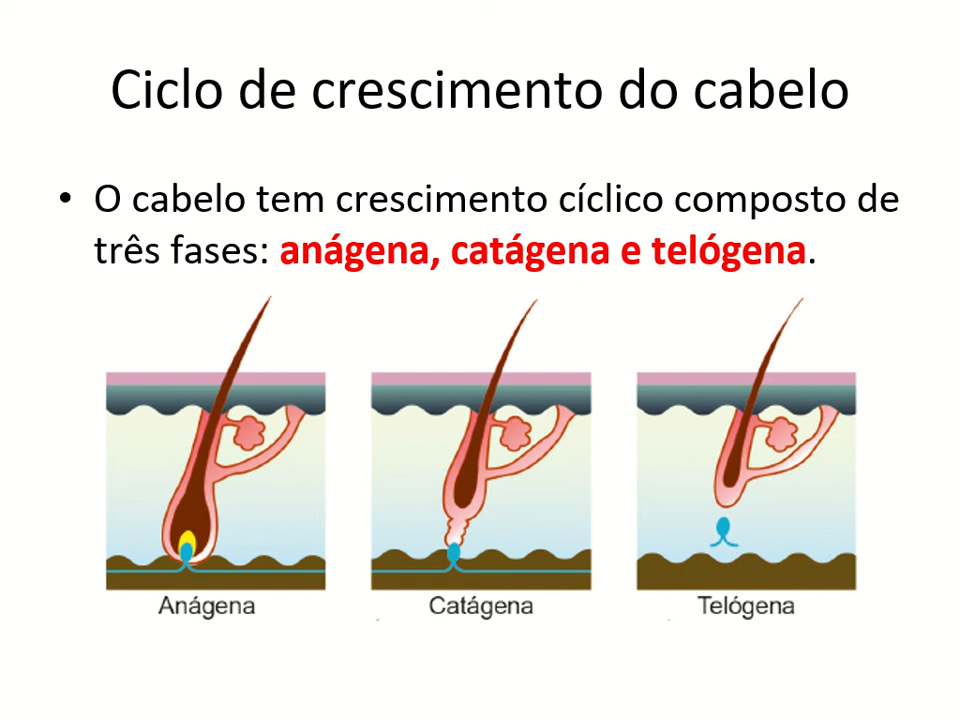 Ciclo de crescimento do cabelo
• O cabelo tem crescimento cíclico composto de
três fases: anágena, catágena e telógena.
Anágena Catágena Telógena